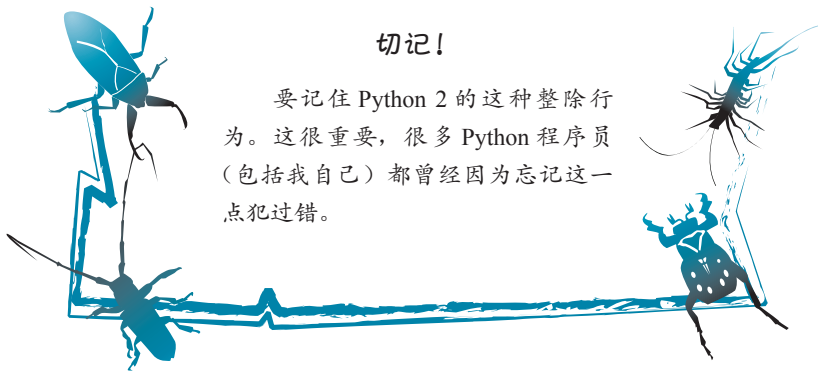 切记！
要记住 Python 2 的这种整除行
为。这很重要，很多 Python 程序员
（包括我自己）都曾经因为忘记这一
点犯过错。